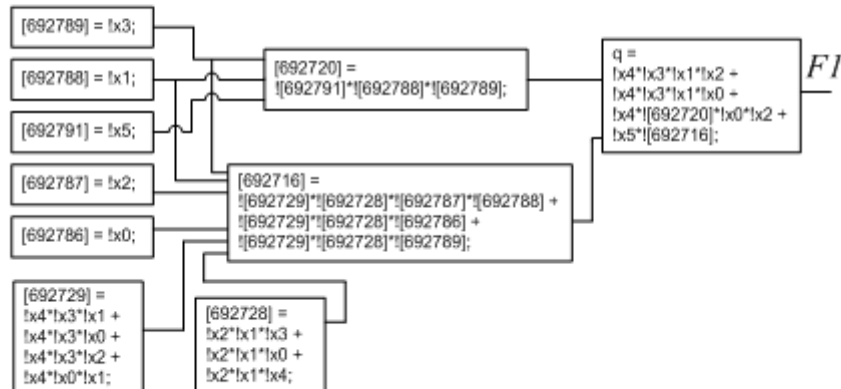 [692789] = !x3;
[692788] = !x1;
[692791] = !x5;
[692787] = !x2;
[692786] = !x0;
[692720] =
![692791]*![692788]*![692789];
q =
!x4*!x3*!x1*!x2 +
!x4*!x3*!x1*!x0 +
!x4*![692720]*!x0*!x2 +
!x5*![692716];
F1
[692716] =
![692729]*![692728]*![692787]*![692788] +
![692729]*![692728]*![692786] +
![692729]*![692728]*![692789];
[692729] =
!x4*!x3*!x1 +
!x4*!x3*!x0 +
!x4*!x3*!x2 +
!x4*!x0*!x1;
[692728] =
!x2*!x1*!x3 +
!x2*!x1*!x0 +
!x2*!x1*!x4;